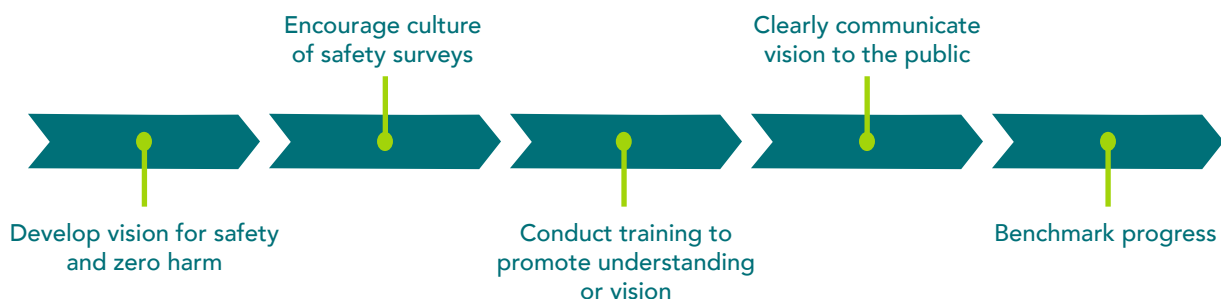 Develop vision for safety
and zero harm
Encourage culture
of safety surveys
Conduct training to
promote understanding
or vision
Clearly communicate
vision to the public
Benchmark progress